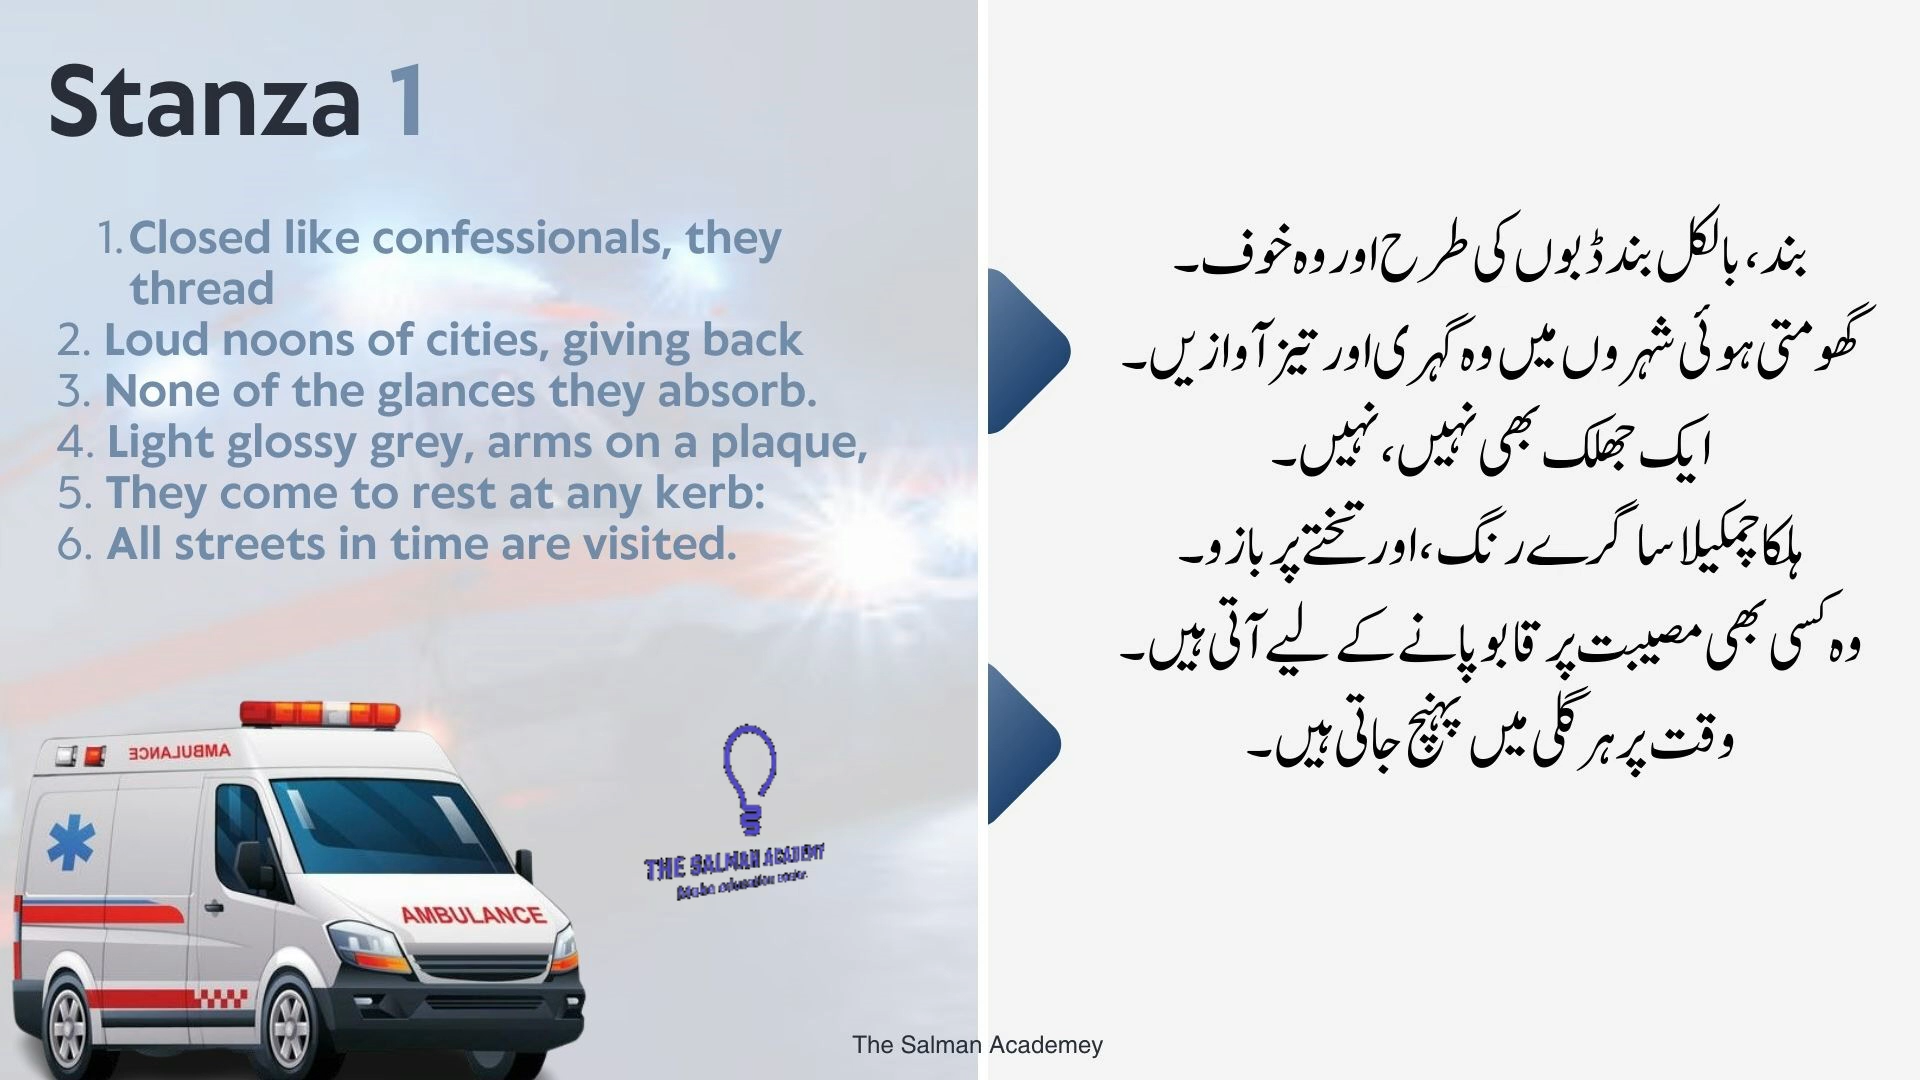 Stanza 1
1. Closed like confessionals, they
thread
2. Loud noons of cities, giving back
3. None of the glances they absorb.
4. Light glossy grey, arms on a plaque,
5. They come to rest at any kerb:
6. All streets in time are visited.
AMBULANCE
AMBULANCE
THE SALMAN ACADEMY
بند، بالکل بند ڈبوں کی طرح اور وہ خوف۔
گھومتی ہوئی شہروں میں وہ گہری اور تیز آوازیں۔
ایک جھلک بھی نہیں، نہیں۔
ہلکا چمکیلا سا گرے رنگ، اور تختے پر بازو۔
وہ کسی بھی مصیبت پر قابو پانے کے لیے آتی ہیں۔
وقت پر ہر گلی میں پہنچ جاتی ہیں۔
The Salman Academey